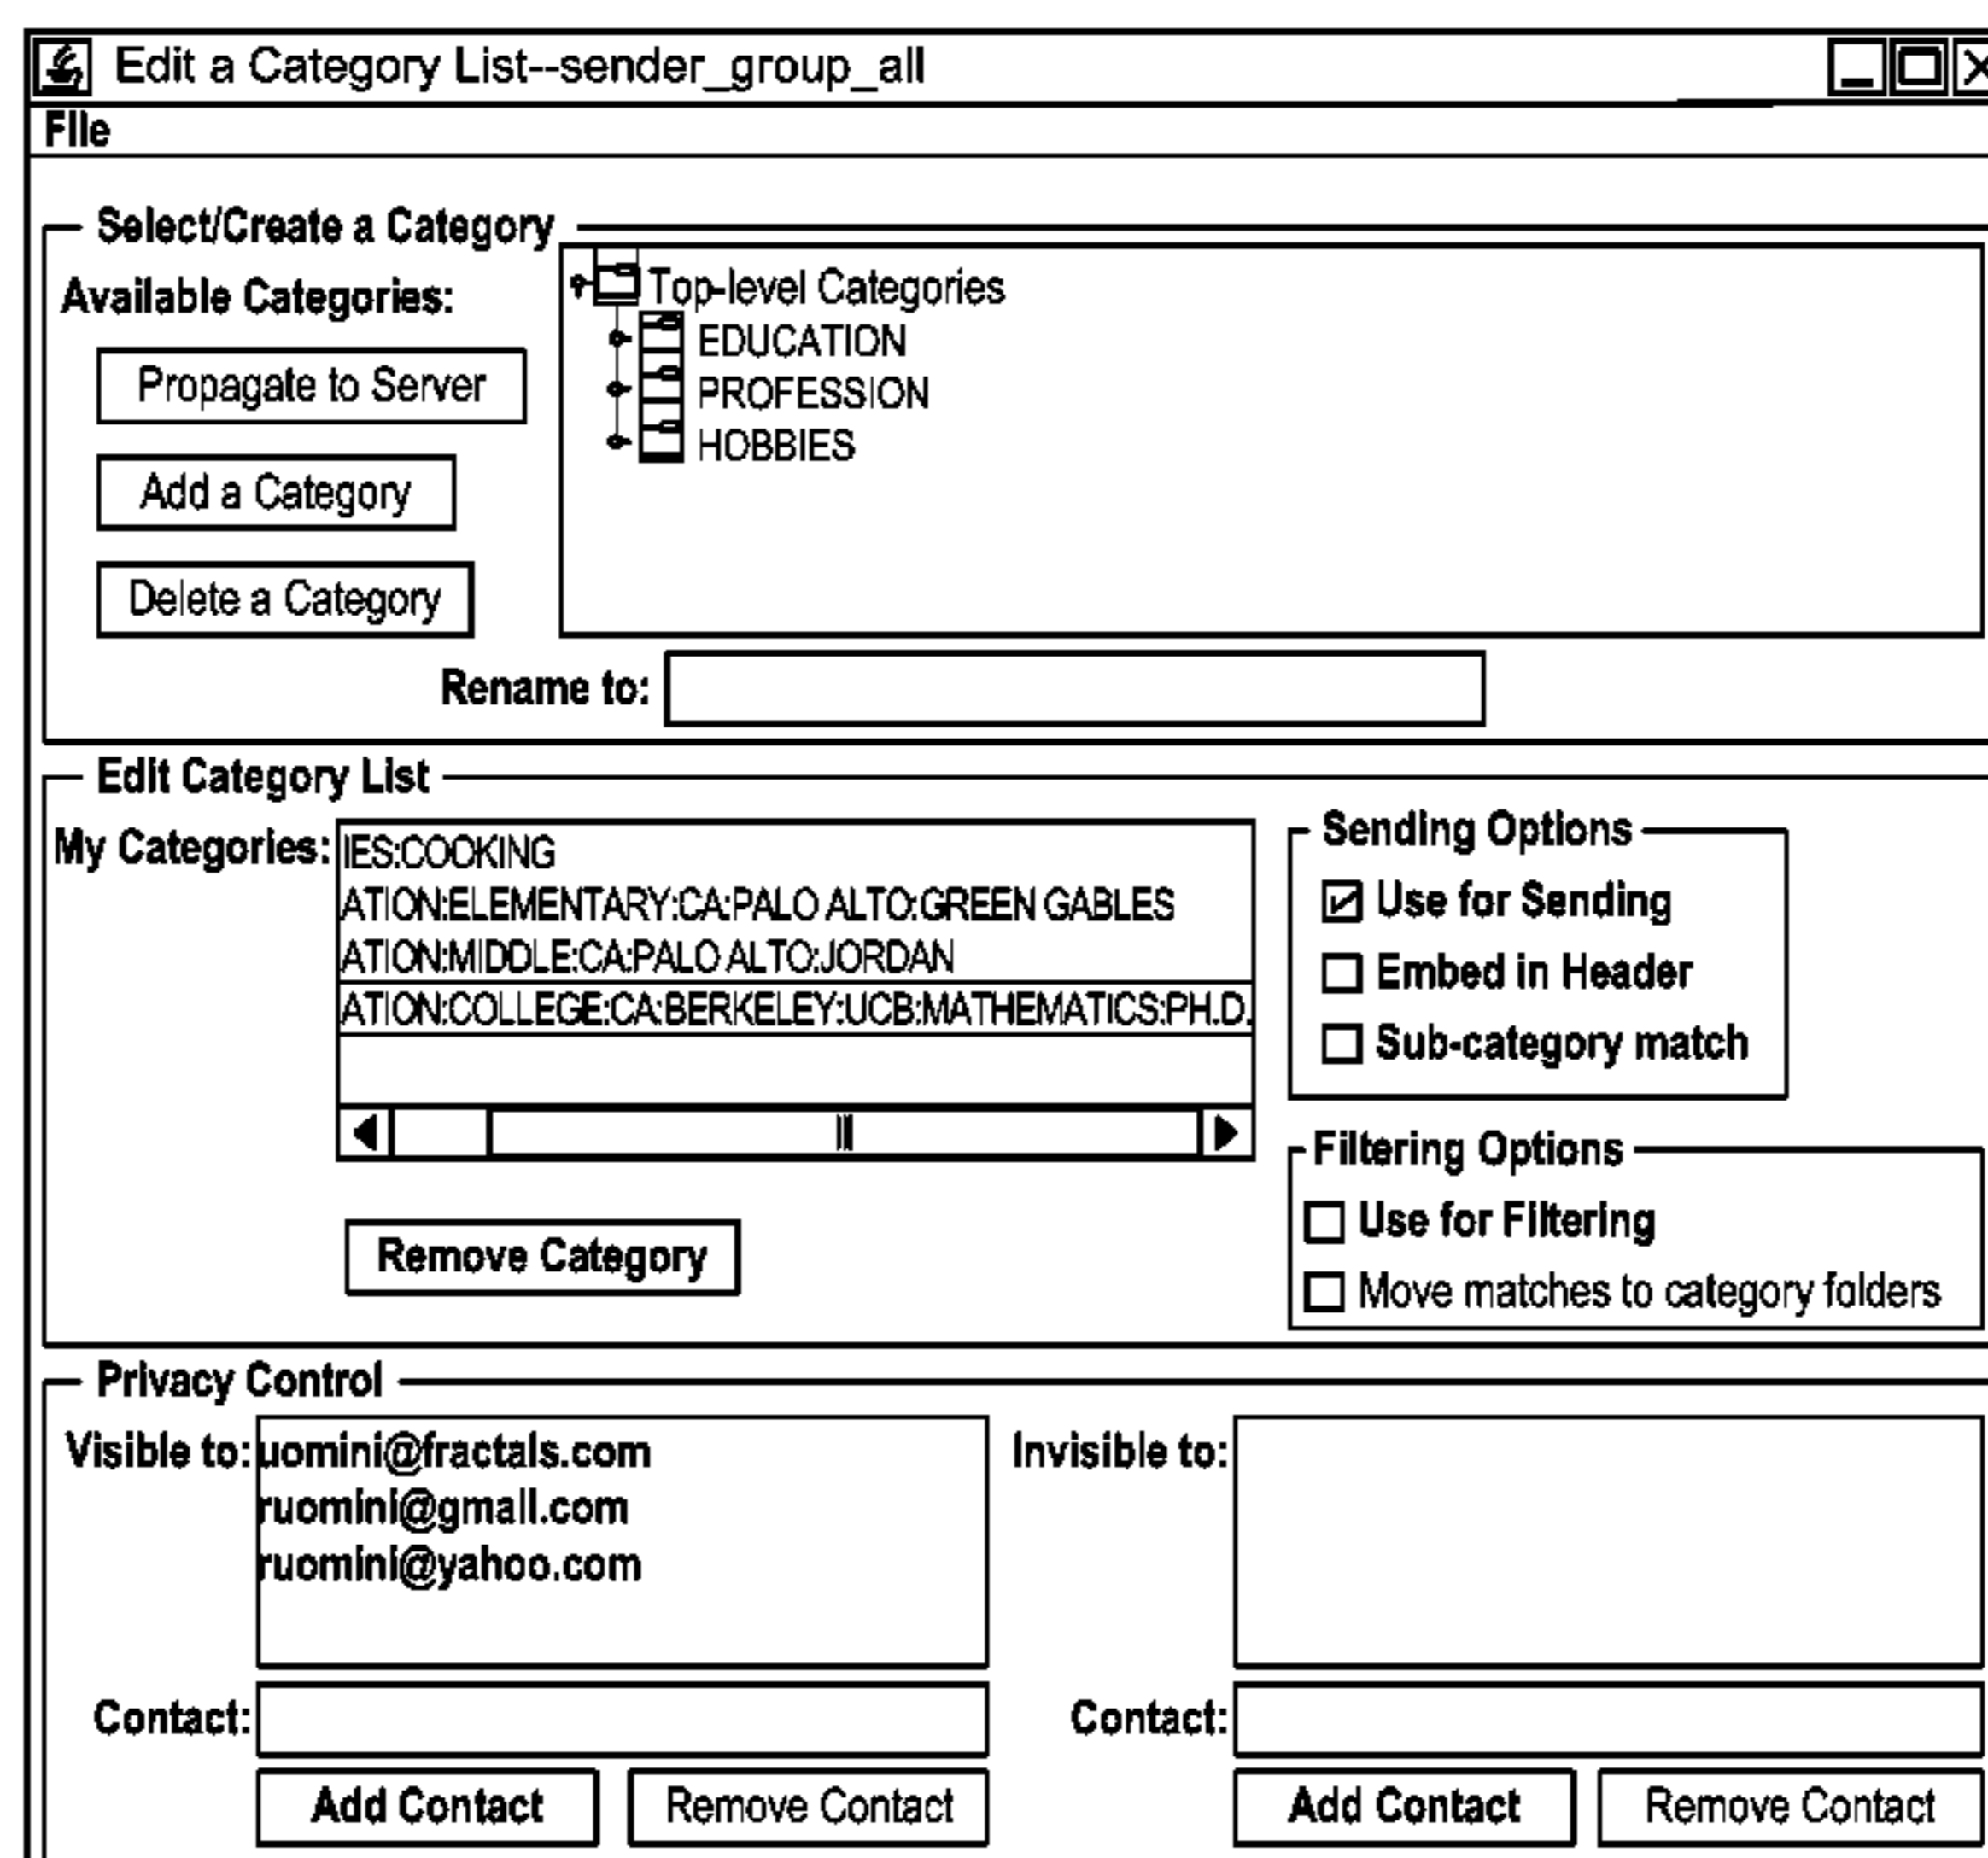 Edit a Category List--sender_group_all
File
Select/Create a Category
Available Categories:
Propagate to Server
Add a Category
Delete a Category
Top-level Categories
EDUCATION
PROFESSION
HOBBIES
Rename to:
Edit Category List
My Categories:
IES:COOKING
ATION:ELEMENTARY:CA:PALO ALTO:GREEN GABLES
ATION:MIDDLE:CA:PALO ALTO:JORDAN
ATION:COLLEGE:CA:BERKELEY:UCB:MATHEMATICS:PH.D.
Remove Category
Sending Options
Use for Sending
Embed in Header
Sub-category match
Filtering Options
Use for Filtering
Move matches to category folders
Privacy Control
Visible to:
uomini@fractals.com
ruomini@gmail.com
ruomini@yahoo.com
Contact:
Add Contact
Remove Contact
Invisible to:
Contact:
Add Contact
Remove Contact